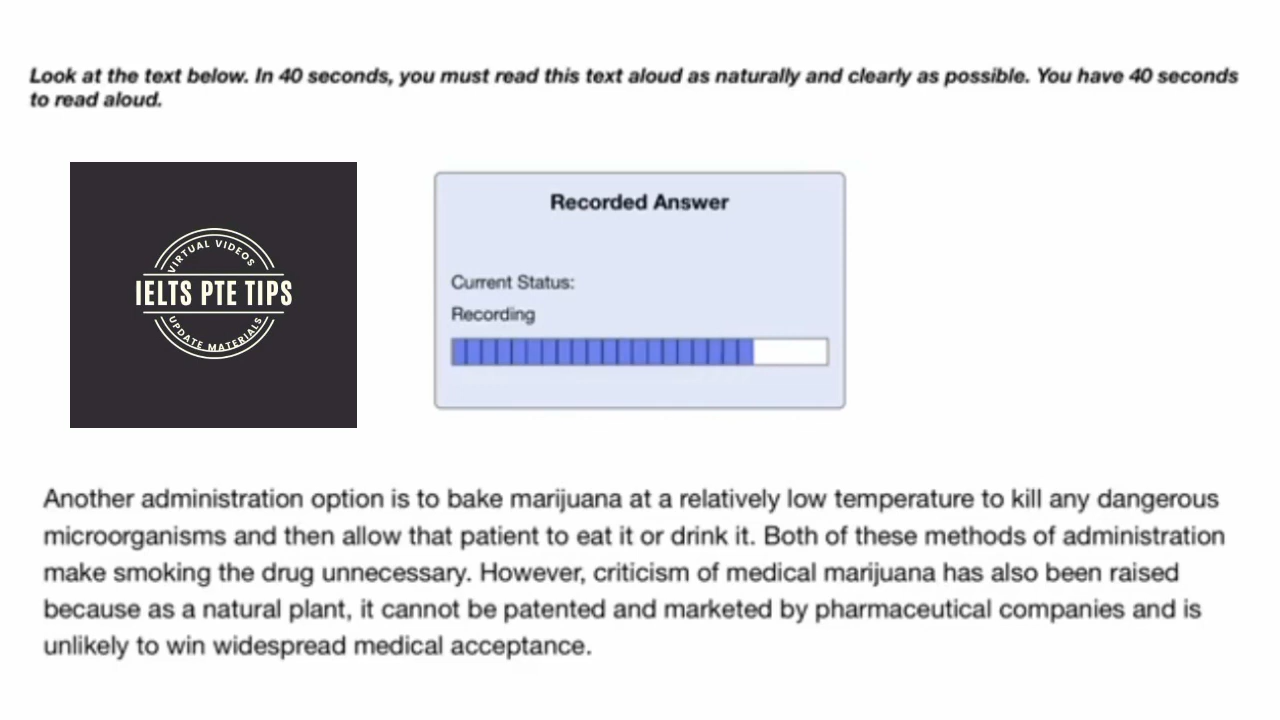 Look at the text below. In 40 seconds, you must read this text aloud as naturally and clearly as possible. You have 40 seconds
to read aloud.
VIRTUAL VIDEOS
IELTS PTE TIPS
UPDATE MATERIALS
Recorded Answer
Current Status:
Recording
Another administration option is to bake marijuana at a relatively low temperature to kill any dangerous
microorganisms and then allow that patient to eat it or drink it. Both of these methods of administration
make smoking the drug unnecessary. However, criticism of medical marijuana has also been raised
because as a natural plant, it cannot be patented and marketed by pharmaceutical companies and is
unlikely to win widespread medical acceptance.